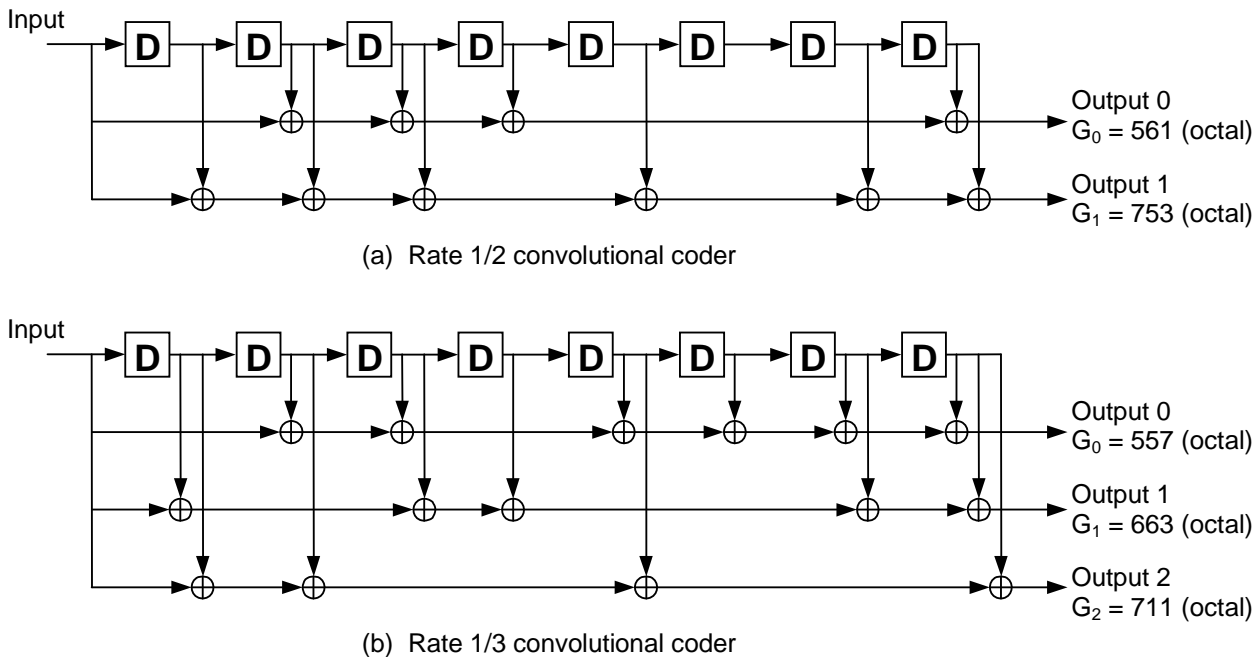 Input
D D D D D D D D
Output 0
G₀ = 561 (octal)
Output 1
G₁ = 753 (octal)
(a) Rate 1/2 convolutional coder
Input
D D D D D D D D
Output 0
G₀ = 557 (octal)
Output 1
G₁ = 663 (octal)
Output 2
G₂ = 711 (octal)
(b) Rate 1/3 convolutional coder